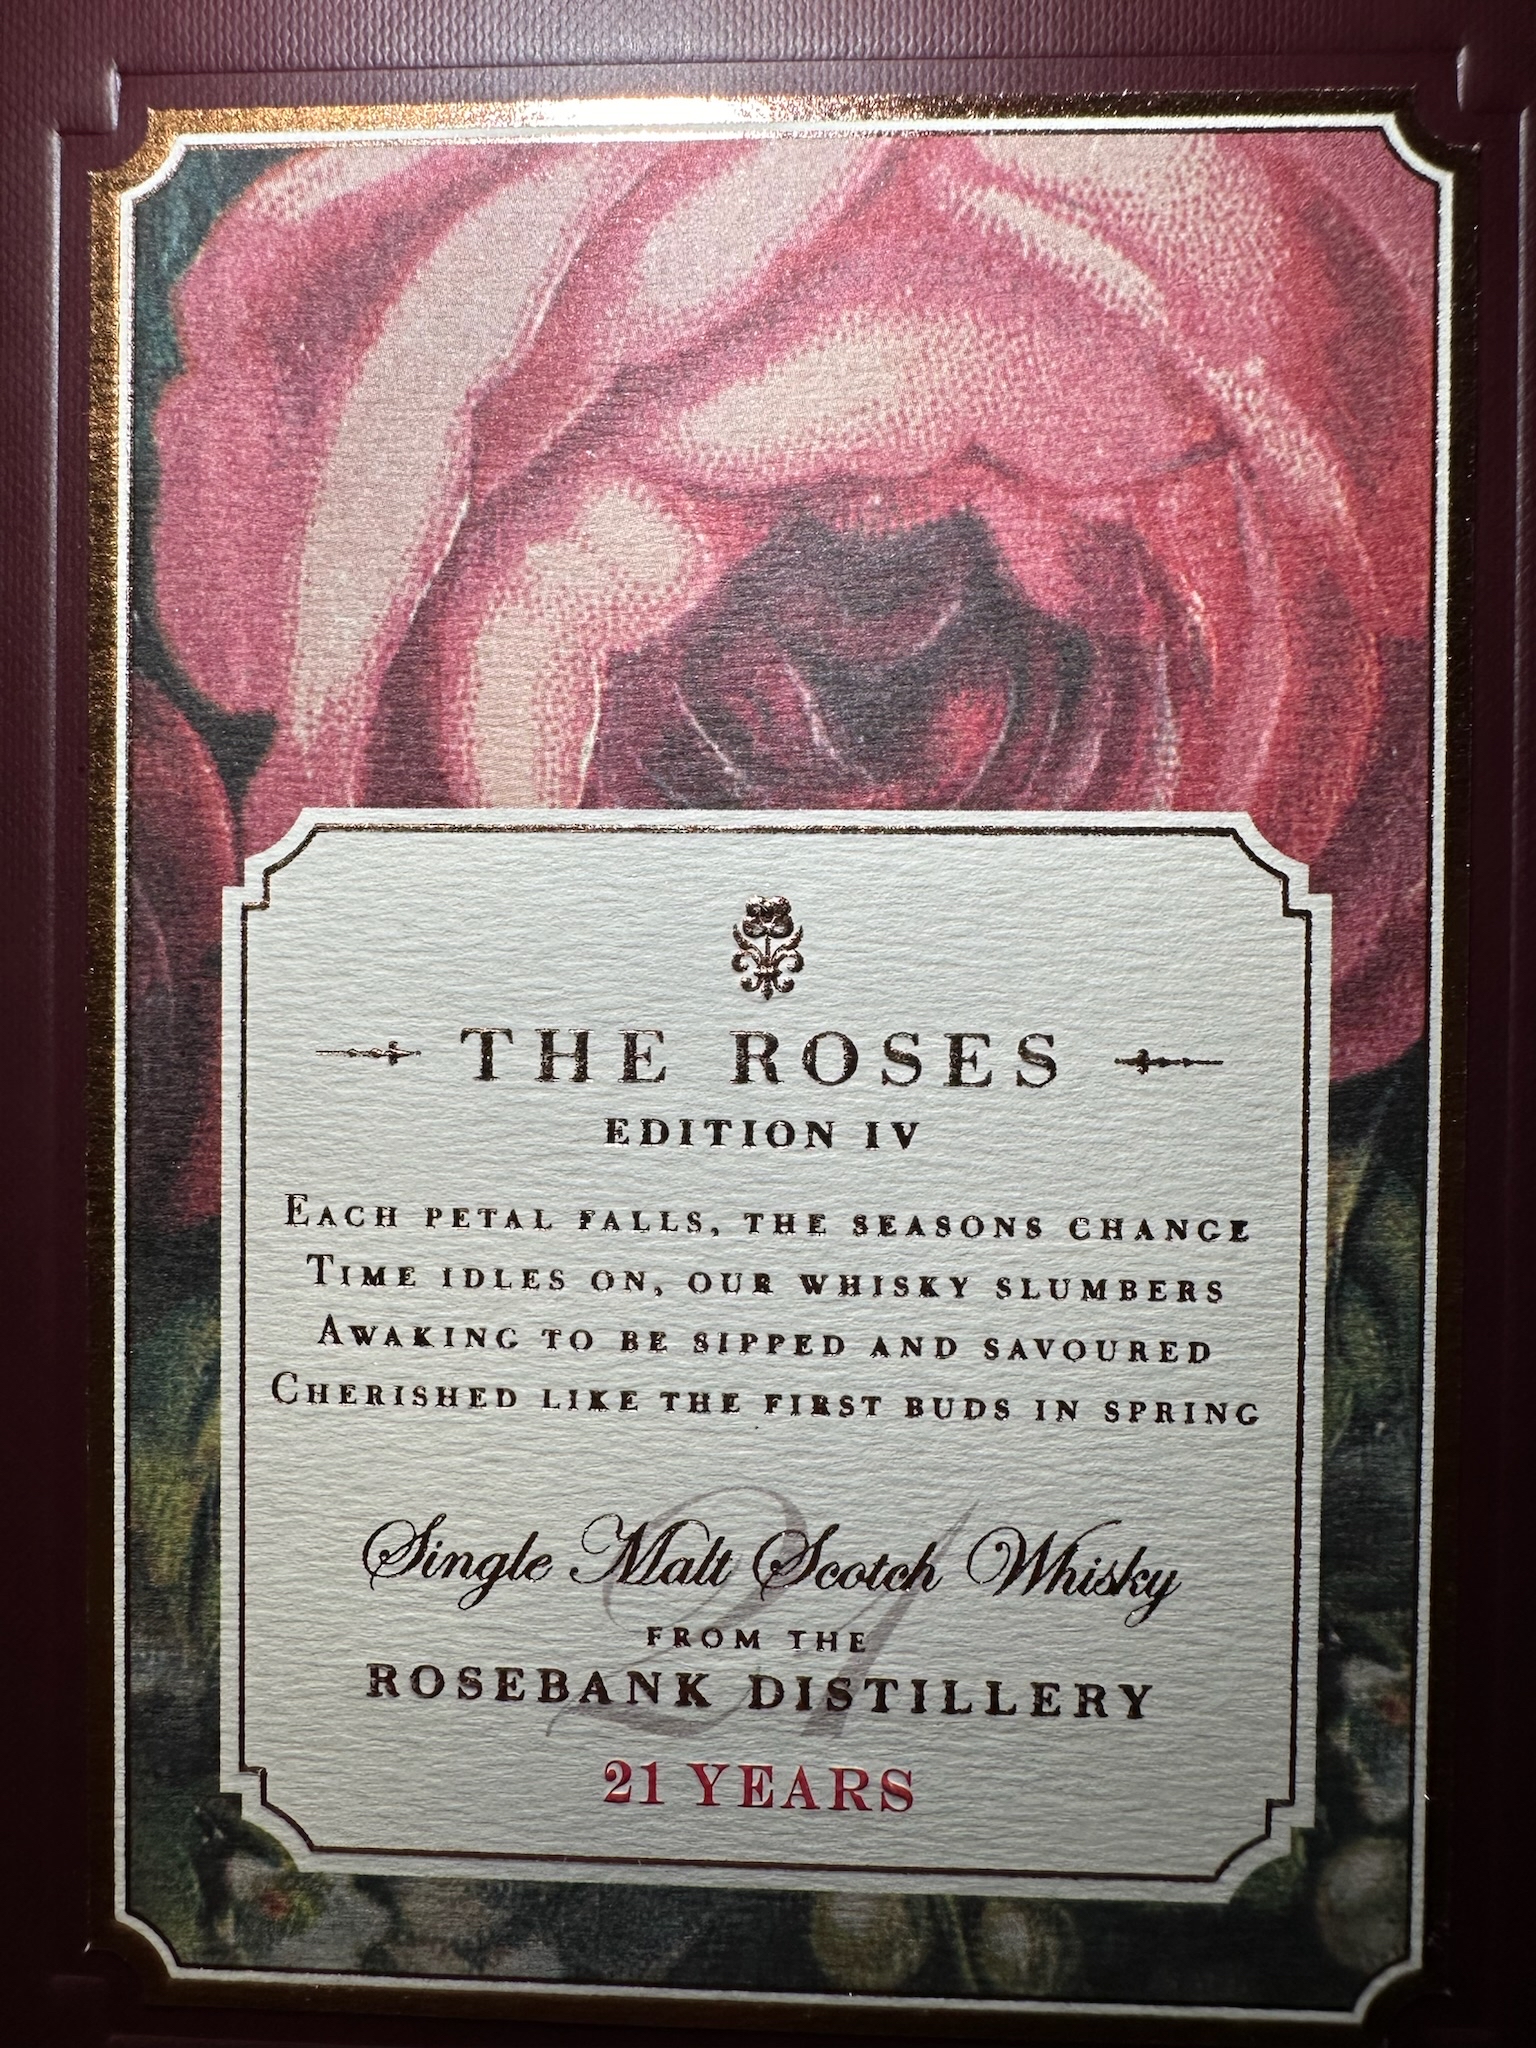 THE ROSES
EDITION IV
EACH PETAL FALLS, THE SEASONS CHANGE
TIME IDLES ON, OUR WHISKY SLUMBERS
AWAKING TO BE SIPPED AND SAVOURED
CHERISHED LIKE THE FIRST BUDS IN SPRING
21
Single Malt Scotch Whisky
FROM THE
ROSEBANK DISTILLERY
21 YEARS